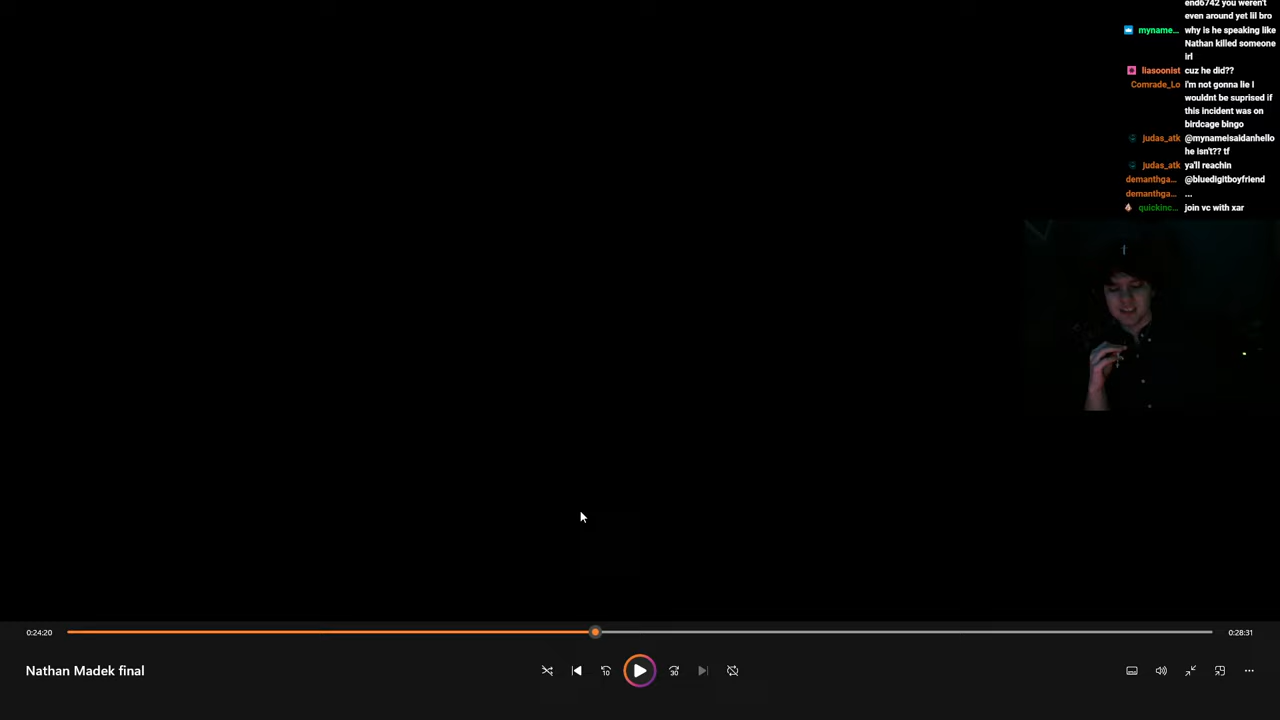 end6742 you weren't
even around yet lil bro
myname... why is he speaking like
Nathan killed someone
irl
liasoonist cuz he did??
Comrade_Lo i'm not gonna lie I
wouldnt be suprised if
this incident was on
birdcage bingo
judas_atk @mynameisaidanhello
he isn't?? tf
judas_atk ya'll reachin
demanthga... @bluedigitboyfriend
demanthga... ...
quickinc... join vc with xar
0:24:20
0:28:31
Nathan Madek final
10
30